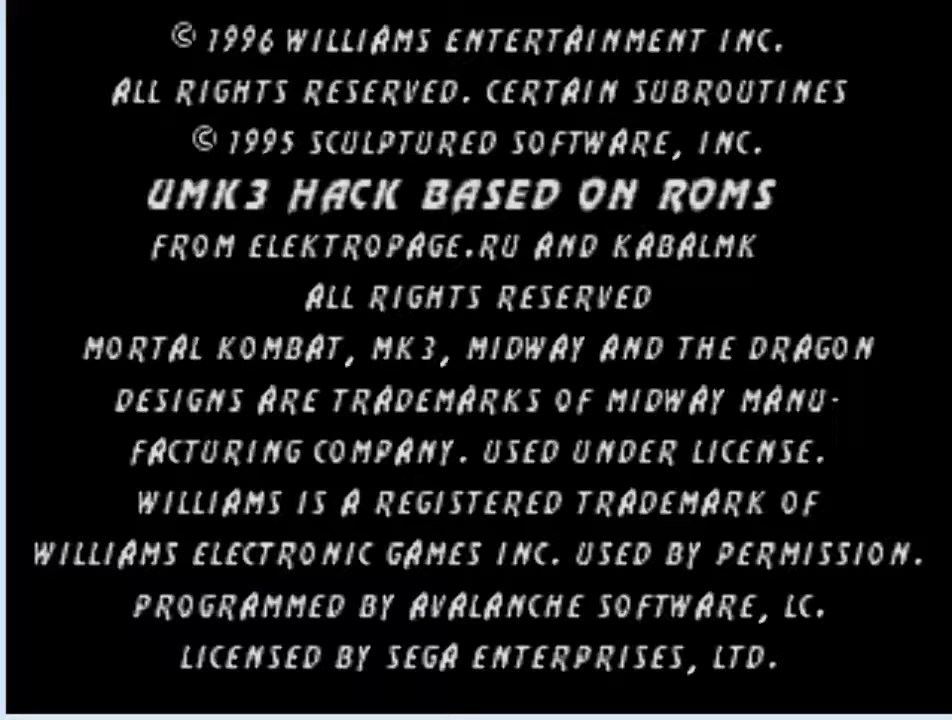 © 1996 WILLIAMS ENTERTAINMENT INC.
ALL RIGHTS RESERVED. CERTAIN SUBROUTINES
© 1995 SCULPTURED SOFTWARE, INC.
UMK3 HACK BASED ON ROMS
FROM ELEKTROPAGE.RU AND KABALMK
ALL RIGHTS RESERVED
MORTAL KOMBAT, MK3, MIDWAY AND THE DRAGON
DESIGNS ARE TRADEMARKS OF MIDWAY MANU-
FACTURING COMPANY. USED UNDER LICENSE.
WILLIAMS IS A REGISTERED TRADEMARK OF
WILLIAMS ELECTRONIC GAMES INC. USED BY PERMISSION.
PROGRAMMED BY AVALANCHE SOFTWARE, LC.
LICENSED BY SEGA ENTERPRISES, LTD.